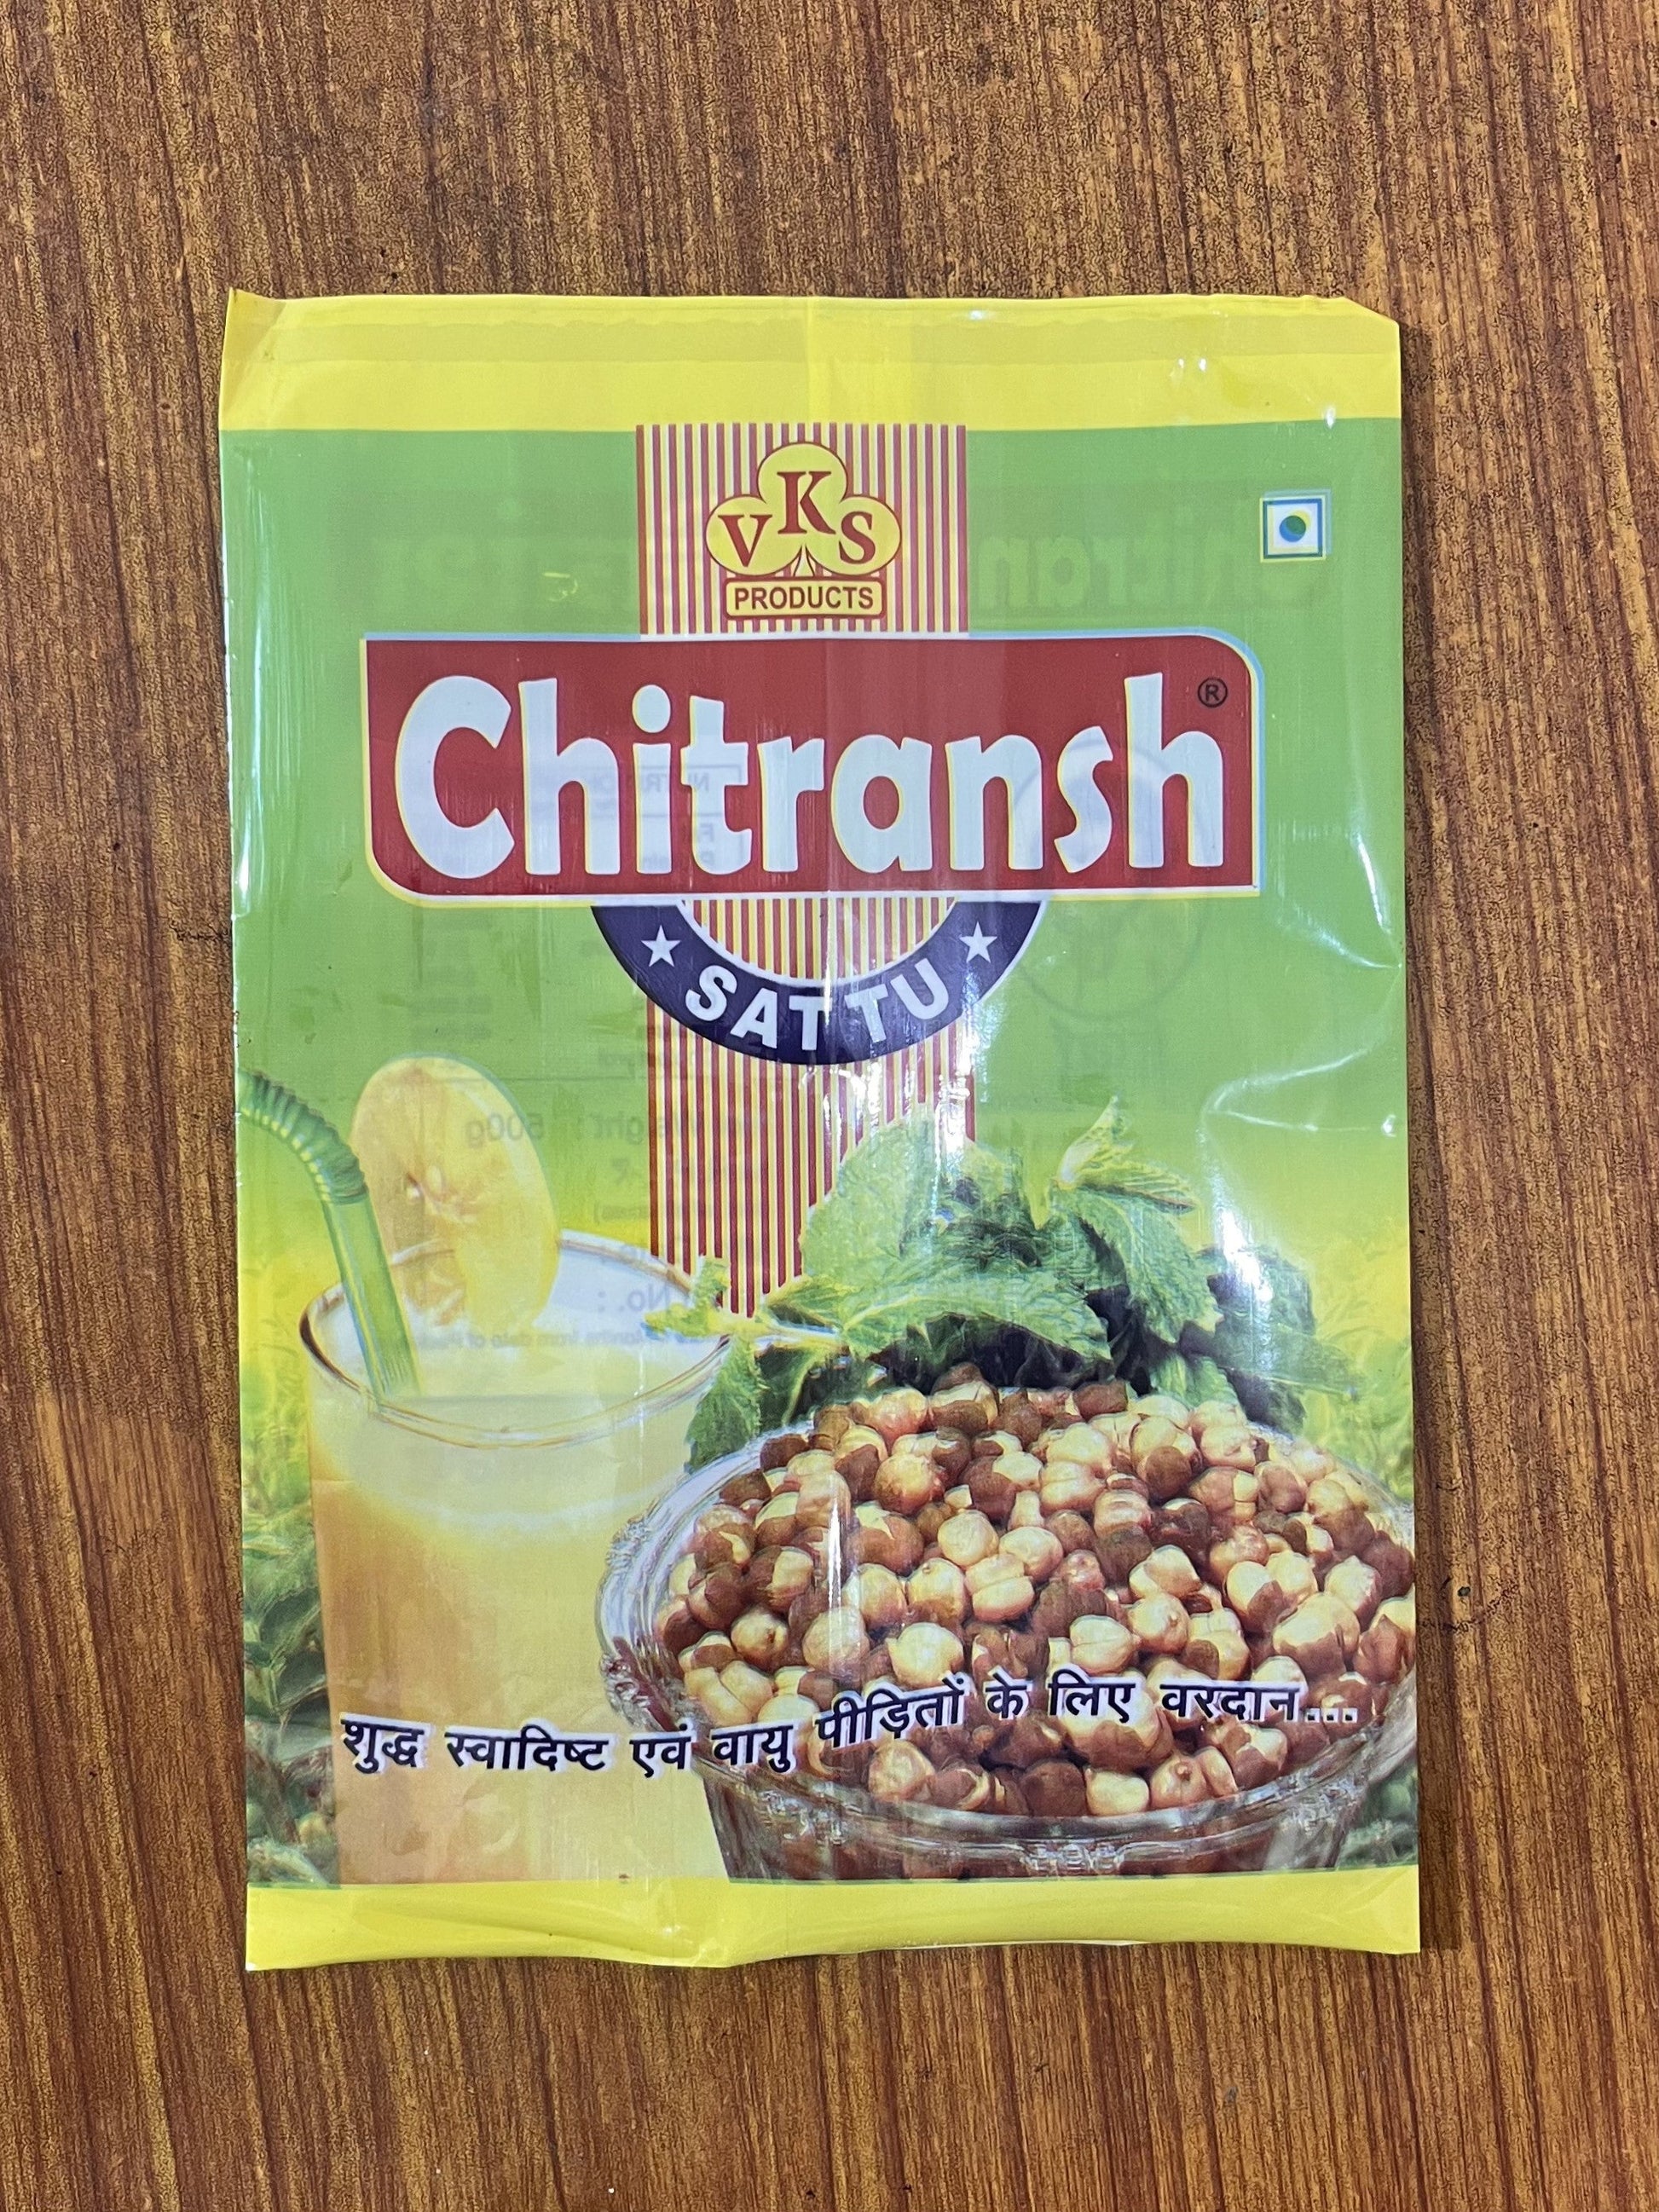 VKS
PRODUCTS
Chitransh®
SATTU
शुद्ध स्वादिष्ट एवं वायु पीड़ितों के लिए वरदान...